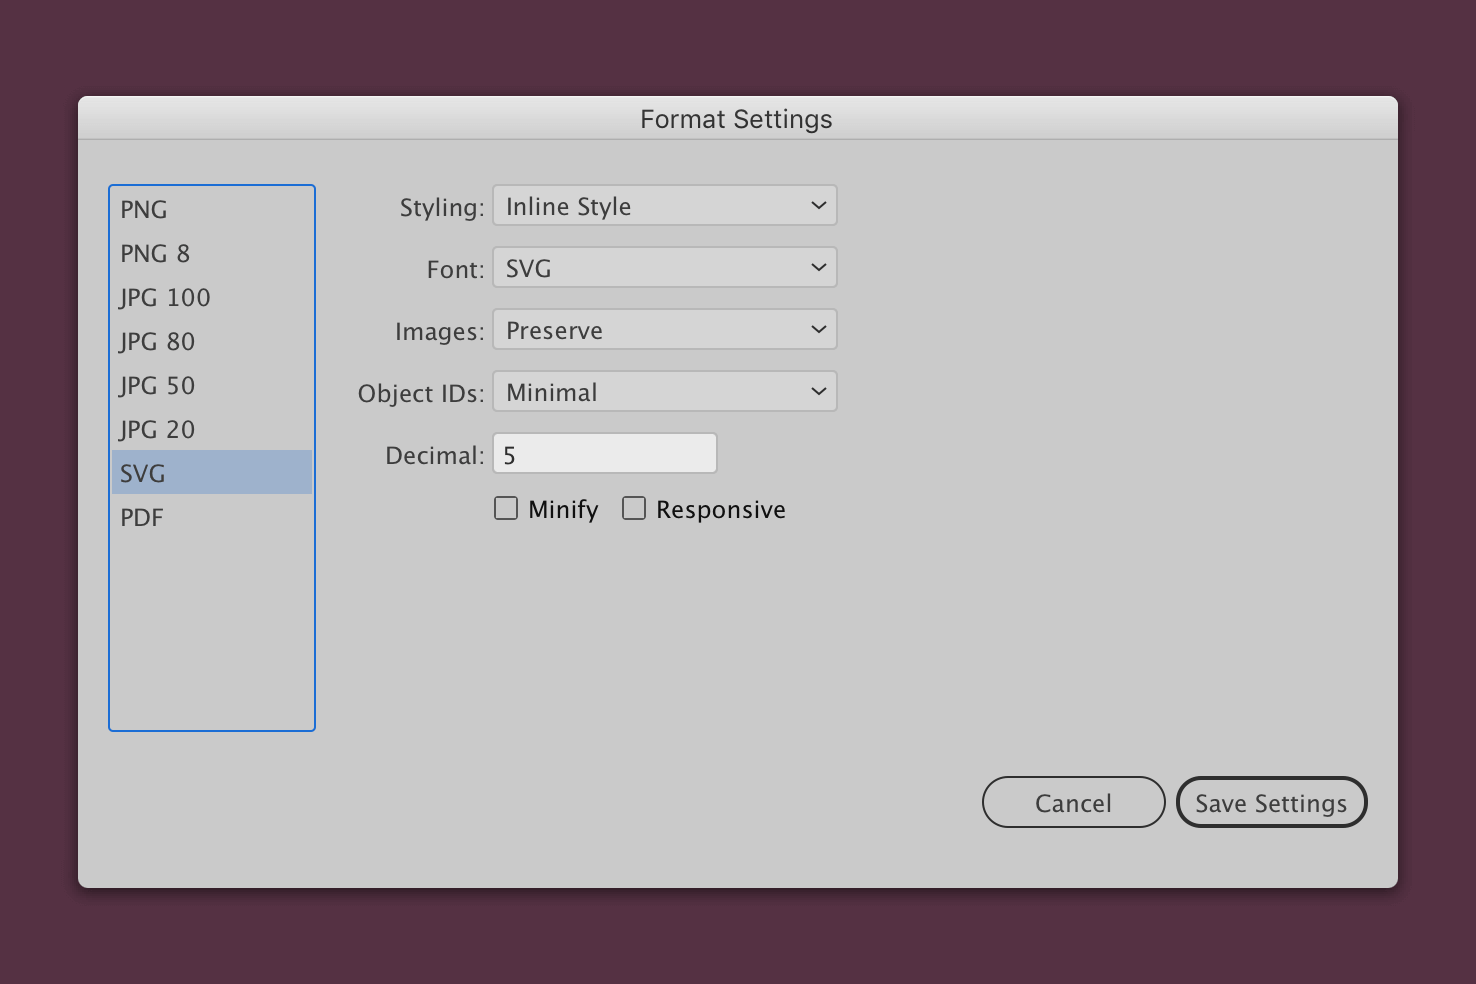 Format Settings
PNG
PNG 8
JPG 100
JPG 80
JPG 50
JPG 20
SVG
PDF
Styling: Inline Style
Font: SVG
Images: Preserve
Object IDs: Minimal
Decimal: 5
Minify Responsive
Cancel Save Settings